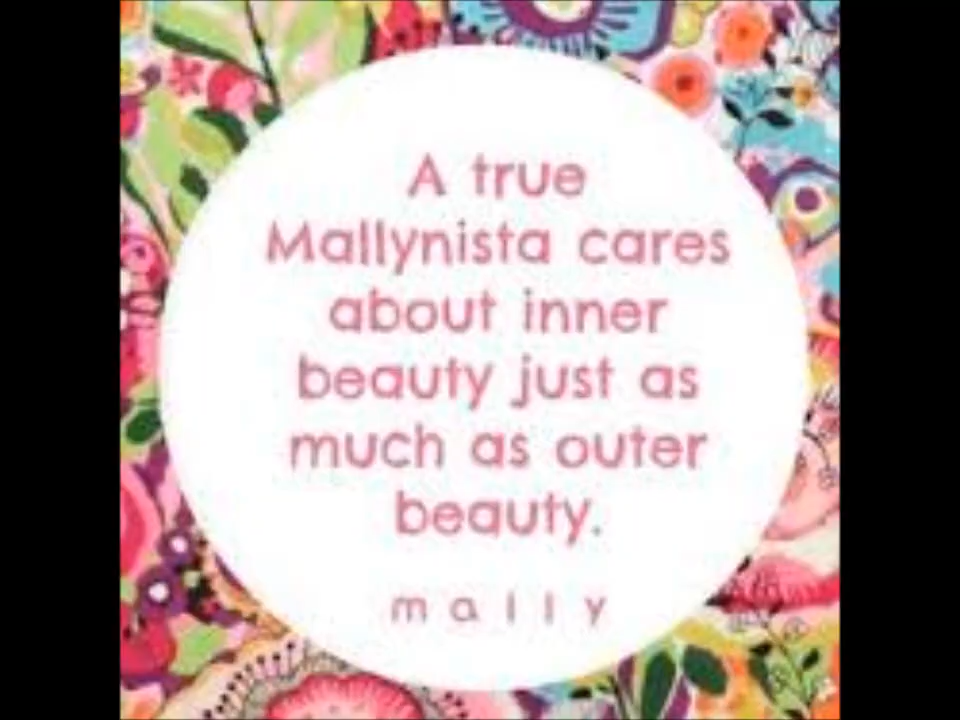 A true
Mallynista cares
about inner
beauty just as
much as outer
beauty.
mally